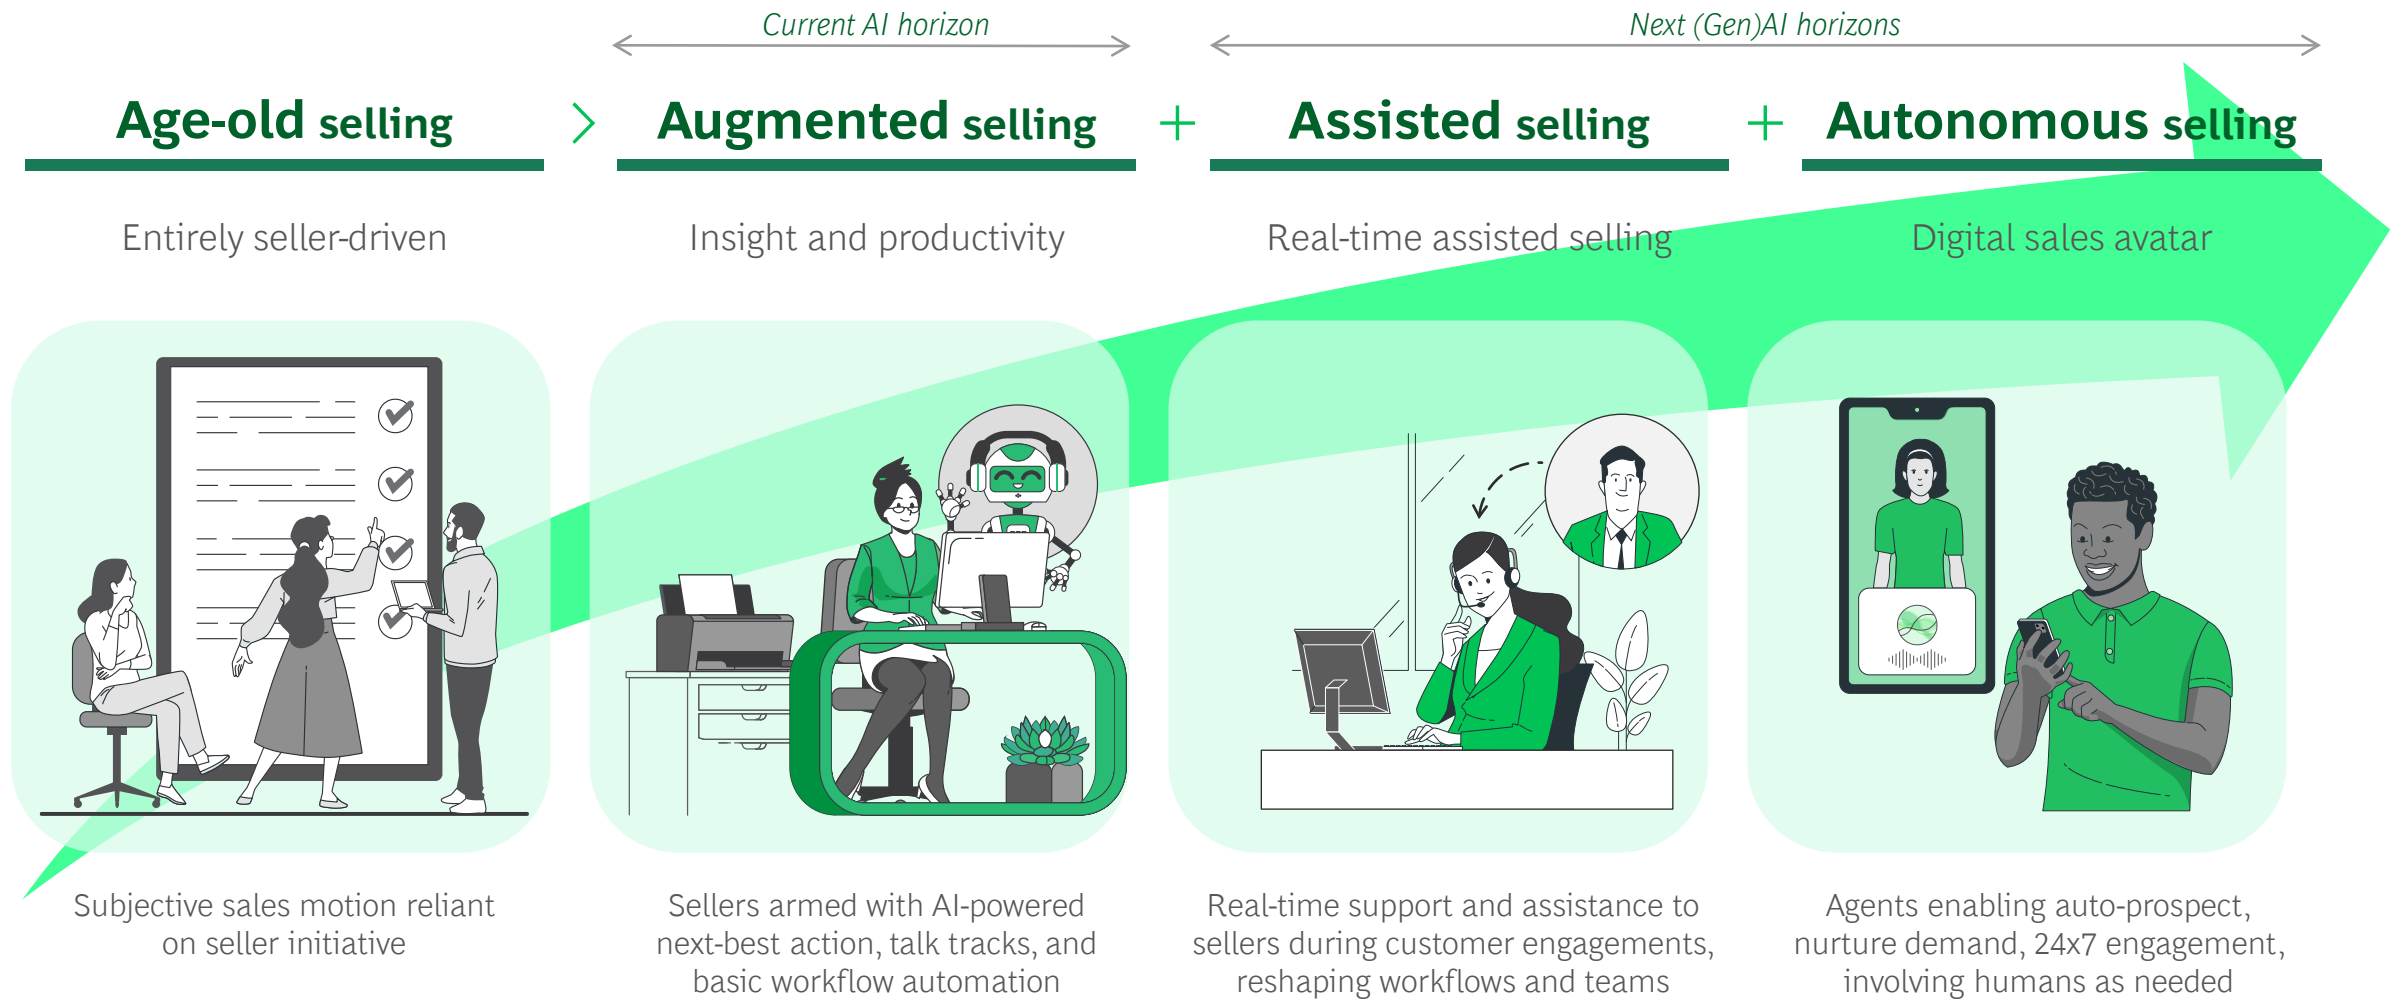 Current AI horizon
Next (Gen)AI horizons
Age-old selling > Augmented selling + Assisted selling + Autonomous selling
Entirely seller-driven
Insight and productivity
Real-time assisted selling
Digital sales avatar
Subjective sales motion reliant
on seller initiative
Sellers armed with AI-powered
next-best action, talk tracks, and
basic workflow automation
Real-time support and assistance to
sellers during customer engagements,
reshaping workflows and teams
Agents enabling auto-prospect,
nurture demand, 24x7 engagement,
involving humans as needed